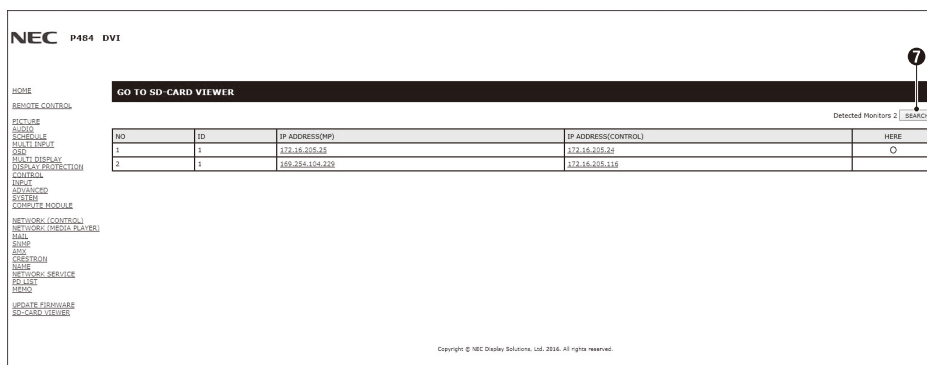 NEC P484 DVI
7
HOME
REMOTE CONTROL
PICTURE
AUDIO
SCHEDULE
MULTI INPUT
OSD
MULTI DISPLAY
DISPLAY PROTECTION
CONTROL
INPUT
ADVANCED
SYSTEM
COMPUTE MODULE
NETWORK (CONTROL)
NETWORK (MEDIA PLAYER)
MAIL
SNMP
AMX
CRESTRON
NAME
NETWORK SERVICE
PD LIST
MEMO
UPDATE FIRMWARE
SD-CARD VIEWER
GO TO SD-CARD VIEWER
Detected Monitors 2 SEARCH
NO ID IP ADDRESS(MP) IP ADDRESS(CONTROL) HERE
1 1 172.16.205.25 172.16.205.24 O
2 1 169.254.104.229 172.16.205.116
Copyright © NEC Display Solutions, Ltd. 2016. All rights reserved.